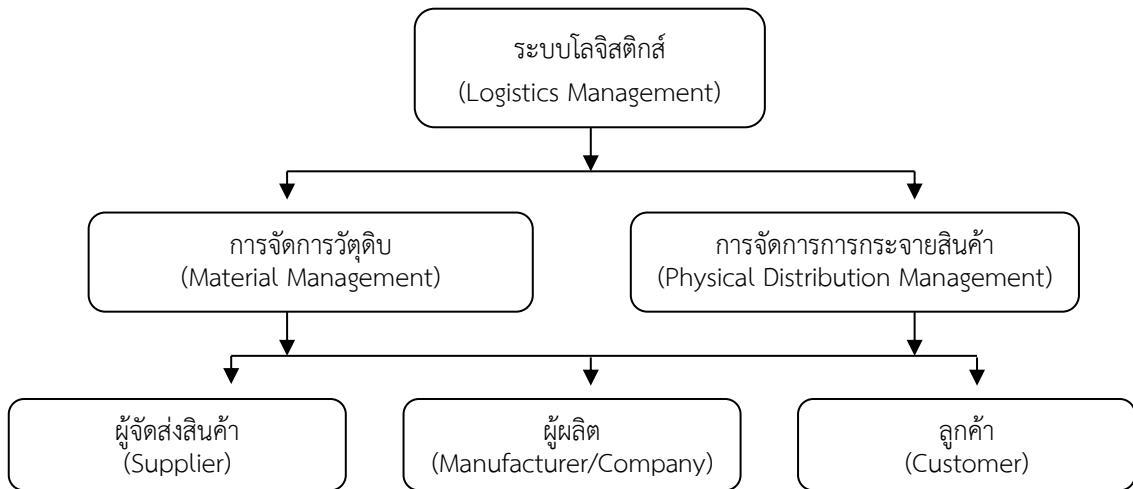 ระบบโลจิสติกส์
(Logistics Management)
การจัดการวัตุดิบ
(Material Management)
การจัดการการกระจายสินค้า
(Physical Distribution Management)
ผู้จัดส่งสินค้า
(Supplier)
ผู้ผลิต
(Manufacturer/Company)
ลูกค้า
(Customer)